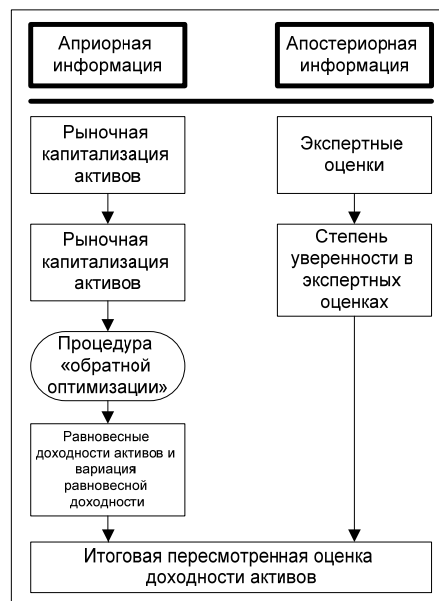 Априорная
информация
Апостериорная
информация
Рыночная
капитализация
активов
Экспертные
оценки
Рыночная
капитализация
активов
Степень
уверенности в
экспертных
оценках
Процедура
«обратной
оптимизации»
Равновесные
доходности активов и
вариация
равновесной
доходности
Итоговая пересмотренная оценка
доходности активов